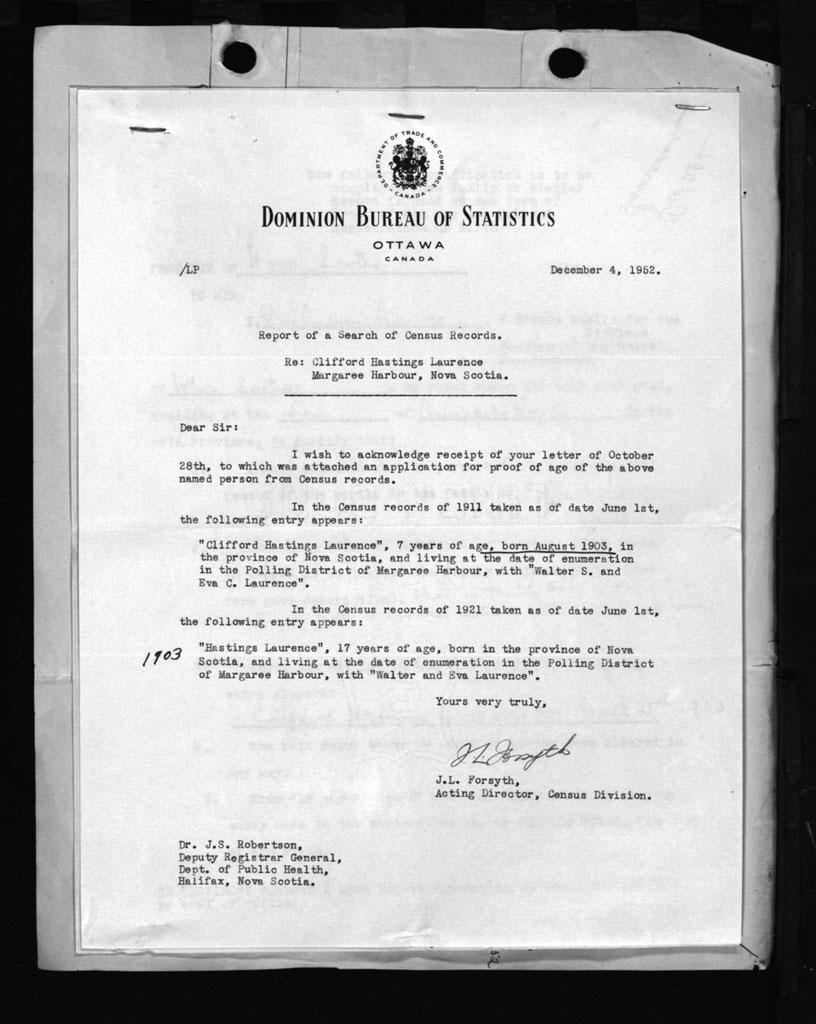 DEPARTMENT OF TRADE AND COMMERCE
CANADA
DOMINION BUREAU OF STATISTICS
OTTAWA
CANADA
/LP December 4, 1952.
Report of a Search of Census Records.
Re: Clifford Hastings Laurence
Margaree Harbour, Nova Scotia.
Dear Sir:
I wish to acknowledge receipt of your letter of October
28th, to which was attached an application for proof of age of the above
named person from Census records.
In the Census records of 1911 taken as of date June 1st,
the following entry appears:
"Clifford Hastings Laurence", 7 years of age, born August 1903, in
the province of Nova Scotia, and living at the date of enumeration
in the Polling District of Margaree Harbour, with "Walter S. and
Eva C. Laurence".
In the Census records of 1921 taken as of date June 1st,
the following entry appears:
1903 "Hastings Laurence", 17 years of age, born in the province of Nova
Scotia, and living at the date of enumeration in the Polling District
of Margaree Harbour, with "Walter and Eva Laurence".
Yours very truly,
J.L. Forsyth
J.L. Forsyth,
Acting Director, Census Division.
Dr. J.S. Robertson,
Deputy Registrar General,
Dept. of Public Health,
Halifax, Nova Scotia.